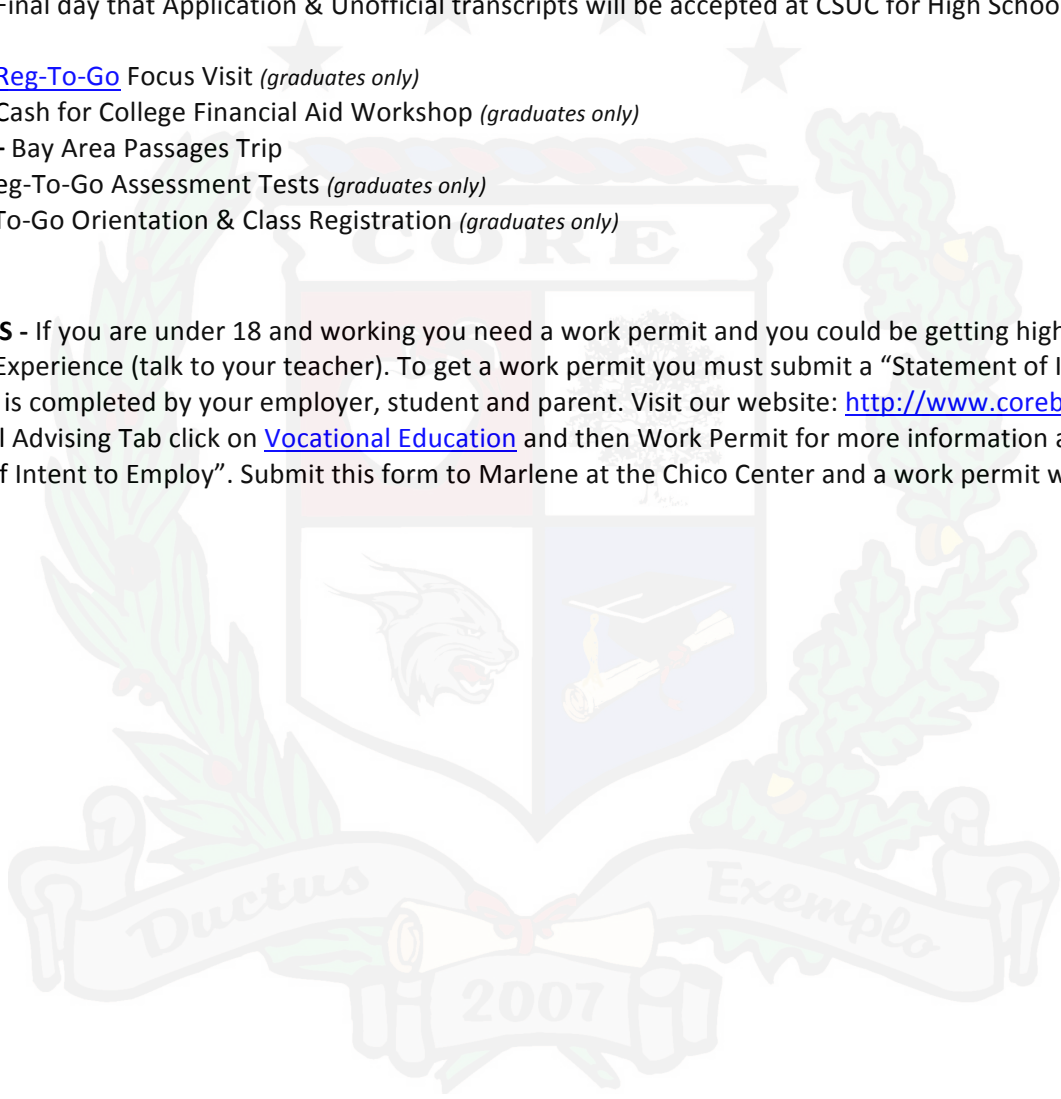 Final day that Application & Unofficial transcripts will be accepted at CSUC for High School
Reg-To-Go Focus Visit (graduates only)
Cash for College Financial Aid Workshop (graduates only)
- Bay Area Passages Trip
eg-To-Go Assessment Tests (graduates only)
To-Go Orientation & Class Registration (graduates only)
CORE
S - If you are under 18 and working you need a work permit and you could be getting high
Experience (talk to your teacher). To get a work permit you must submit a “Statement of I
is completed by your employer, student and parent. Visit our website: http://www.coreb
l Advising Tab click on Vocational Education and then Work Permit for more information a
f Intent to Employ”. Submit this form to Marlene at the Chico Center and a work permit w
Ductus Exemplo
2007